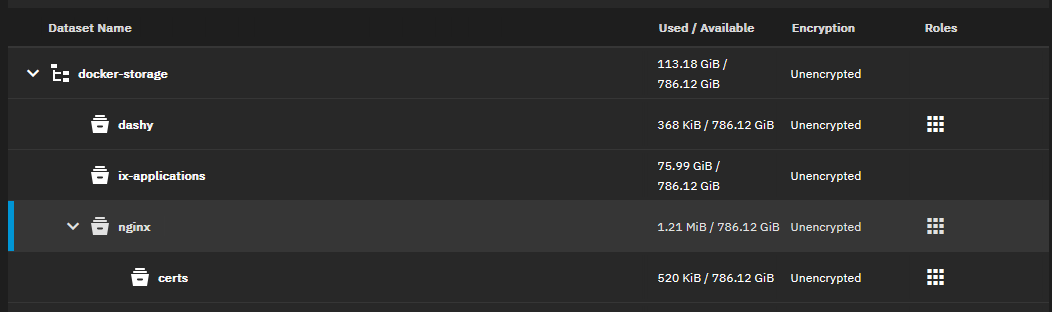 Dataset Name Used / Available Encryption Roles
docker-storage 113.18 GiB / 786.12 GiB Unencrypted
dashy 368 KiB / 786.12 GiB Unencrypted
ix-applications 75.99 GiB / 786.12 GiB Unencrypted
nginx 1.21 MiB / 786.12 GiB Unencrypted
certs 520 KiB / 786.12 GiB Unencrypted